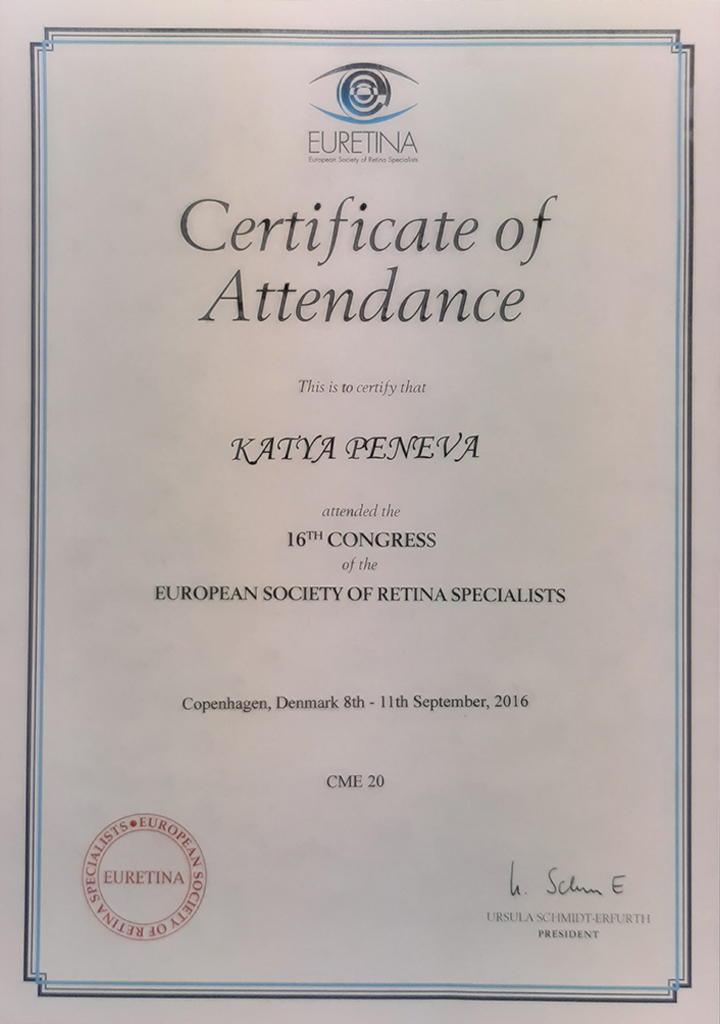 EURETINA
European Society of Retina Specialists
Certificate of
Attendance
This is to certify that
KATYA PENEVA
attended the
16TH CONGRESS
of the
EUROPEAN SOCIETY OF RETINA SPECIALISTS
Copenhagen, Denmark 8th - 11th September, 2016
CME 20
EUROPEAN SOCIETY OF RETINA SPECIALISTS
EURETINA
URSULA SCHMIDT-ERFURTH
PRESIDENT